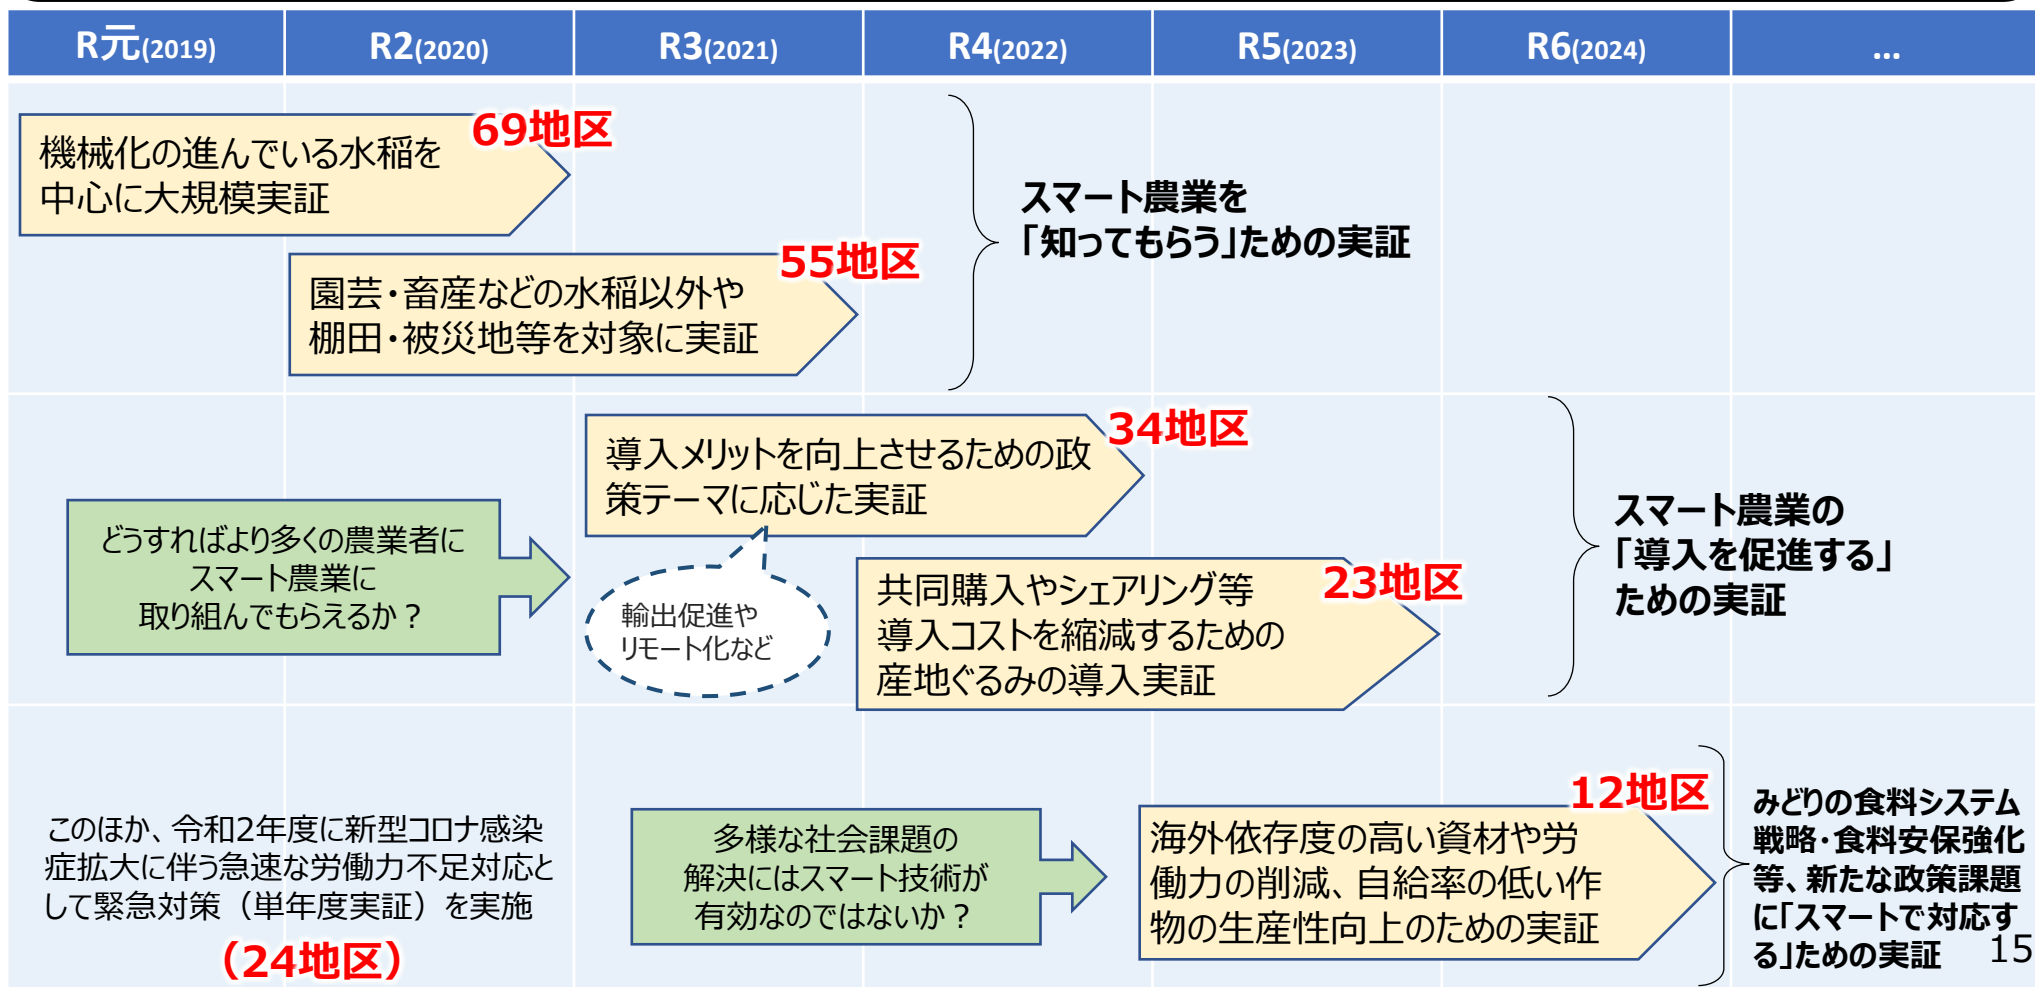 R元(2019)
R2(2020)
R3(2021)
R4(2022)
R5(2023)
R6(2024)
…
69地区
機械化の進んでいる水稲を
中心に大規模実証
55地区
園芸・畜産などの水稲以外や
棚田・被災地等を対象に実証
スマート農業を
「知ってもらう」ための実証
34地区
導入メリットを向上させるための政
策テーマに応じた実証
どうすればより多くの農業者に
スマート農業に
取り組んでもらえるか？
輸出促進や
リモート化など
23地区
共同購入やシェアリング等
導入コストを縮減するための
産地ぐるみの導入実証
スマート農業の
「導入を促進する」
ための実証
このほか、令和2年度に新型コロナ感染
症拡大に伴う急速な労働力不足対応と
して緊急対策（単年度実証）を実施
（24地区）
多様な社会課題の
解決にはスマート技術が
有効なのではないか？
12地区
海外依存度の高い資材や労
働力の削減、自給率の低い作
物の生産性向上のための実証
みどりの食料システム
戦略・食料安保強化
等、新たな政策課題
に「スマートで対応す
る」ための実証
15